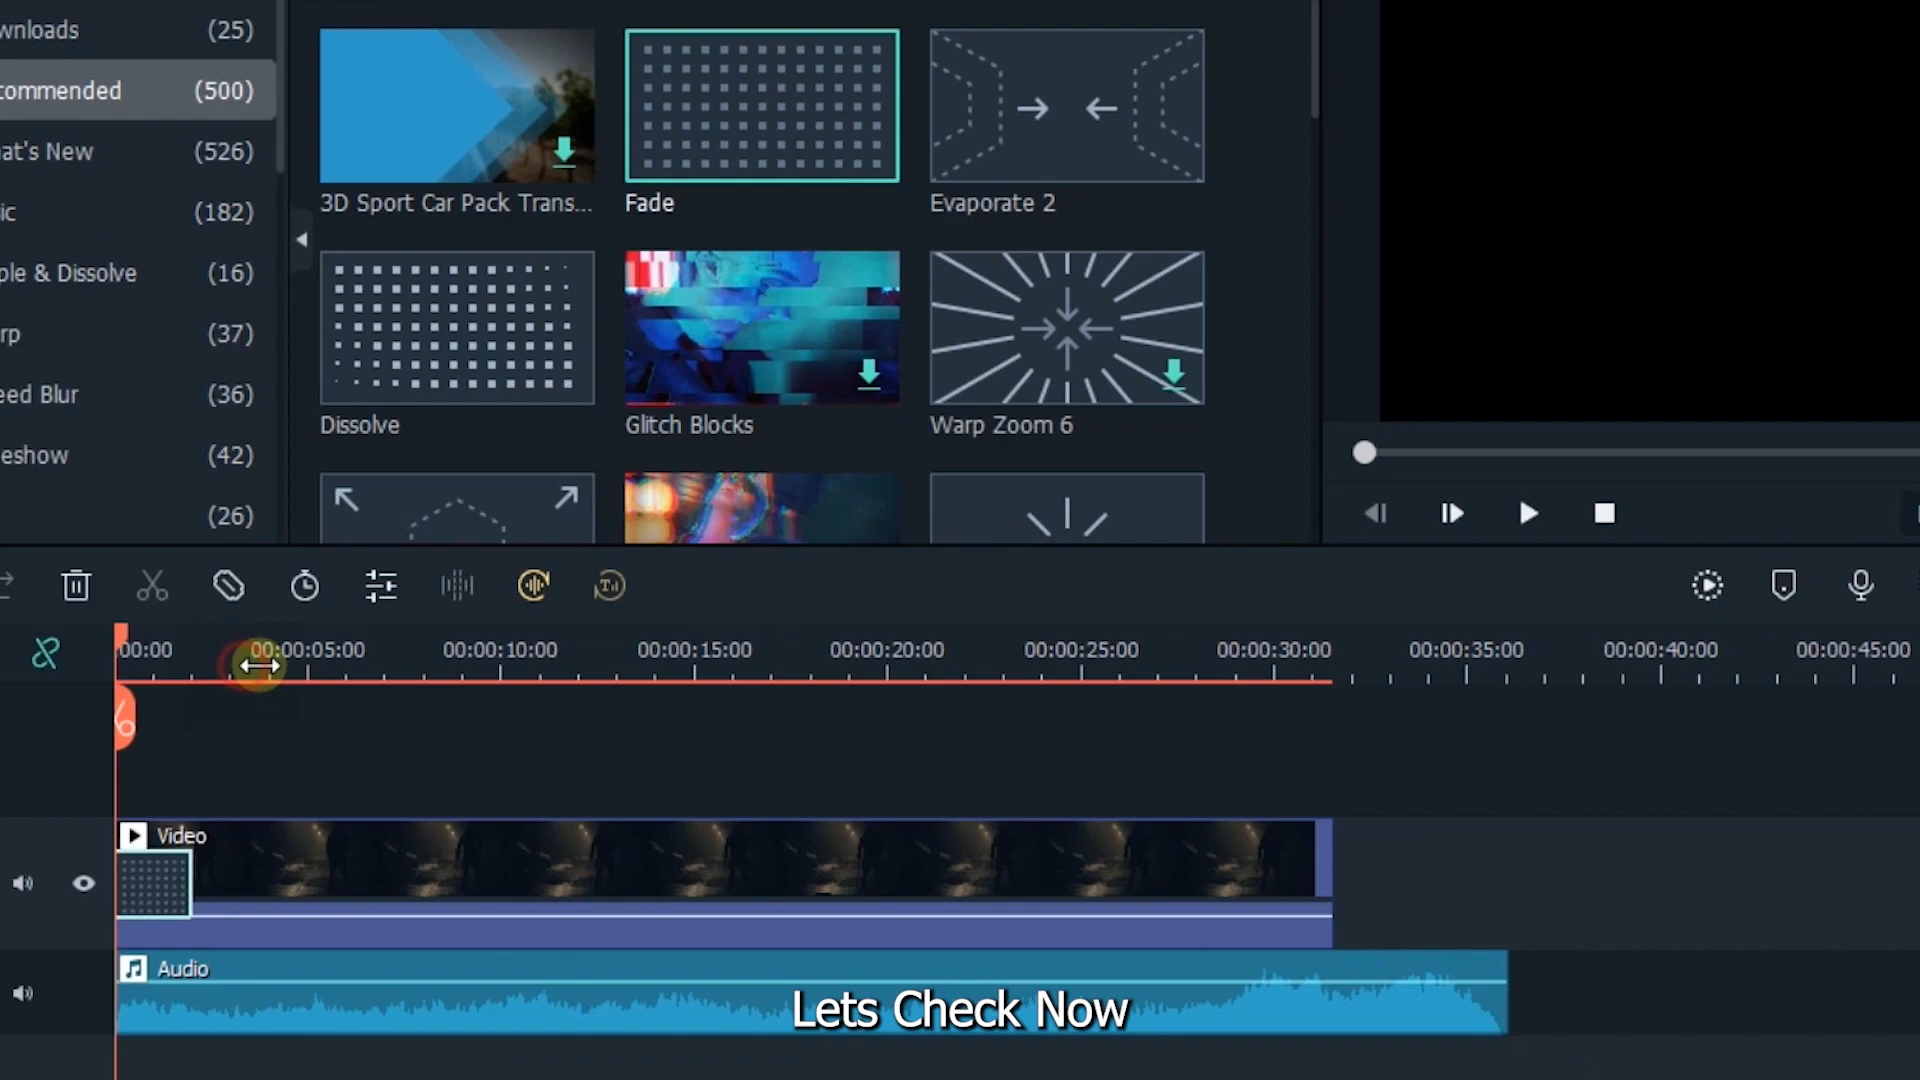 wnloads (25)
commended (500)
at's New (526)
ic (182)
ple & Dissolve (16)
rp (37)
eed Blur (36)
eshow (42)
(26)
3D Sport Car Pack Trans... Fade Evaporate 2
Dissolve Glitch Blocks Warp Zoom 6
00:00 00:00:05:00 00:00:10:00 00:00:15:00 00:00:20:00 00:00:25:00 00:00:30:00 00:00:35:00 00:00:40:00 00:00:45:00
Video
Audio
Lets Check Now